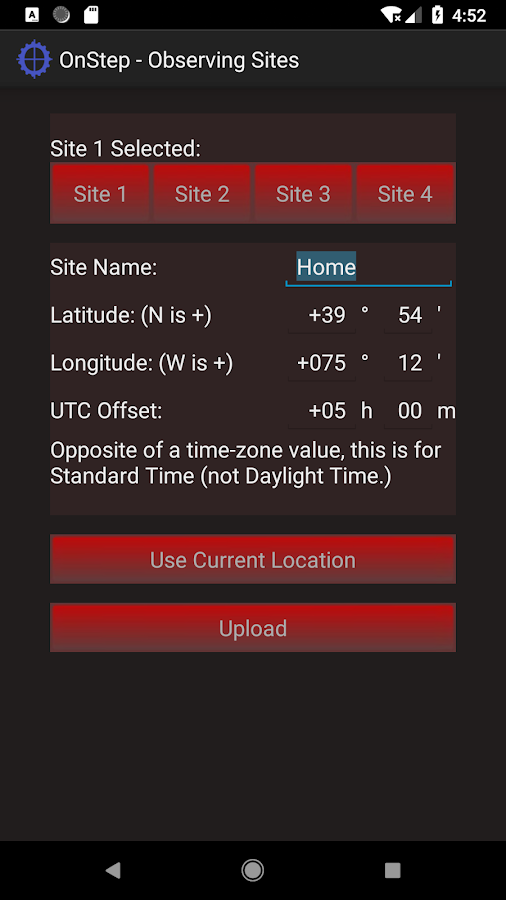 A
4:52
OnStep - Observing Sites
Site 1 Selected:
Site 1 Site 2 Site 3 Site 4
Site Name: Home
Latitude: (N is +) +39 ° 54 '
Longitude: (W is +) +075 ° 12 '
UTC Offset: +05 h 00 m
Opposite of a time-zone value, this is for
Standard Time (not Daylight Time.)
Use Current Location
Upload